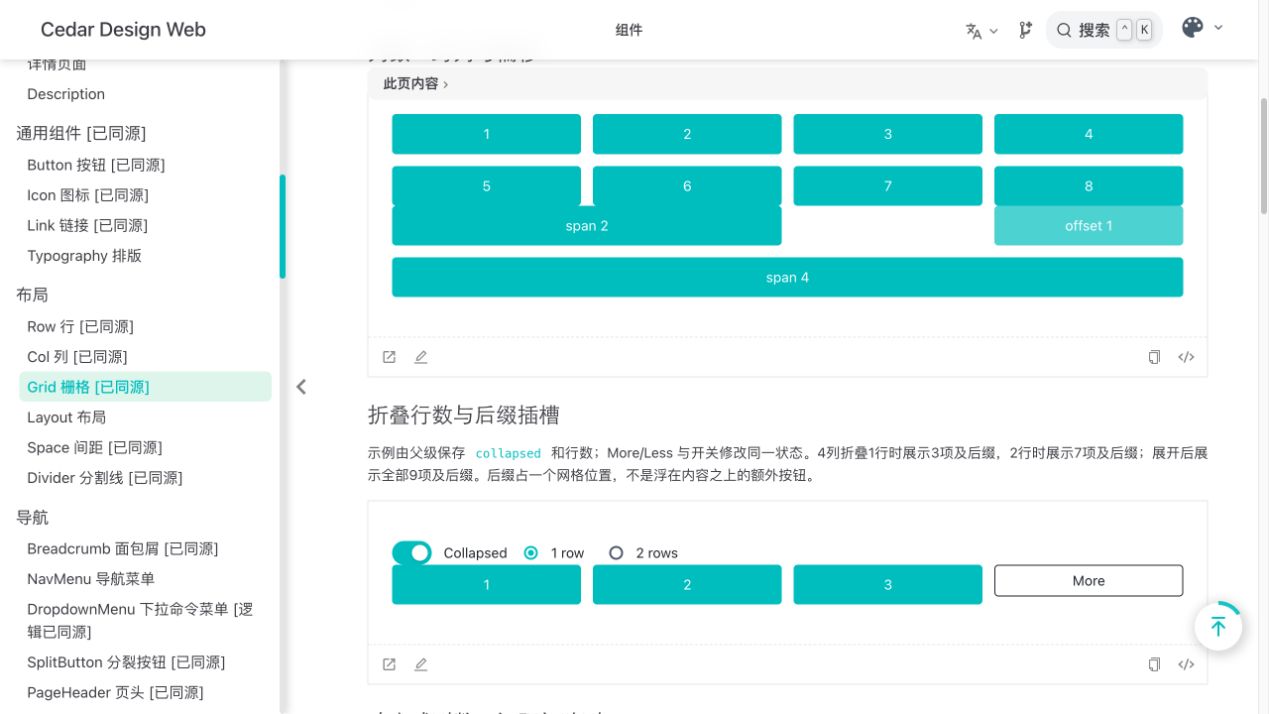 Cedar Design Web
组件
搜索
^ K
详情页面
Description
通用组件 [已同源]
Button 按钮 [已同源]
Icon 图标 [已同源]
Link 链接 [已同源]
Typography 排版
布局
Row 行 [已同源]
Col 列 [已同源]
Grid 栅格 [已同源]
Layout 布局
Space 间距 [已同源]
Divider 分割线 [已同源]
导航
Breadcrumb 面包屑 [已同源]
NavMenu 导航菜单
DropdownMenu 下拉命令菜单 [逻
辑已同源]
SplitButton 分裂按钮 [已同源]
PageHeader 页头 [已同源]
此页内容 ›
1 2 3 4
5 6 7 8
span 2 offset 1
span 4
折叠行数与后缀插槽
示例由父级保存 collapsed 和行数；More/Less 与开关修改同一状态。4列折叠1行时展示3项及后缀，2行时展示7项及后缀；展开后展
示全部9项及后缀。后缀占一个网格位置，不是浮在内容之上的额外按钮。
Collapsed 1 row 2 rows
1 2 3 More